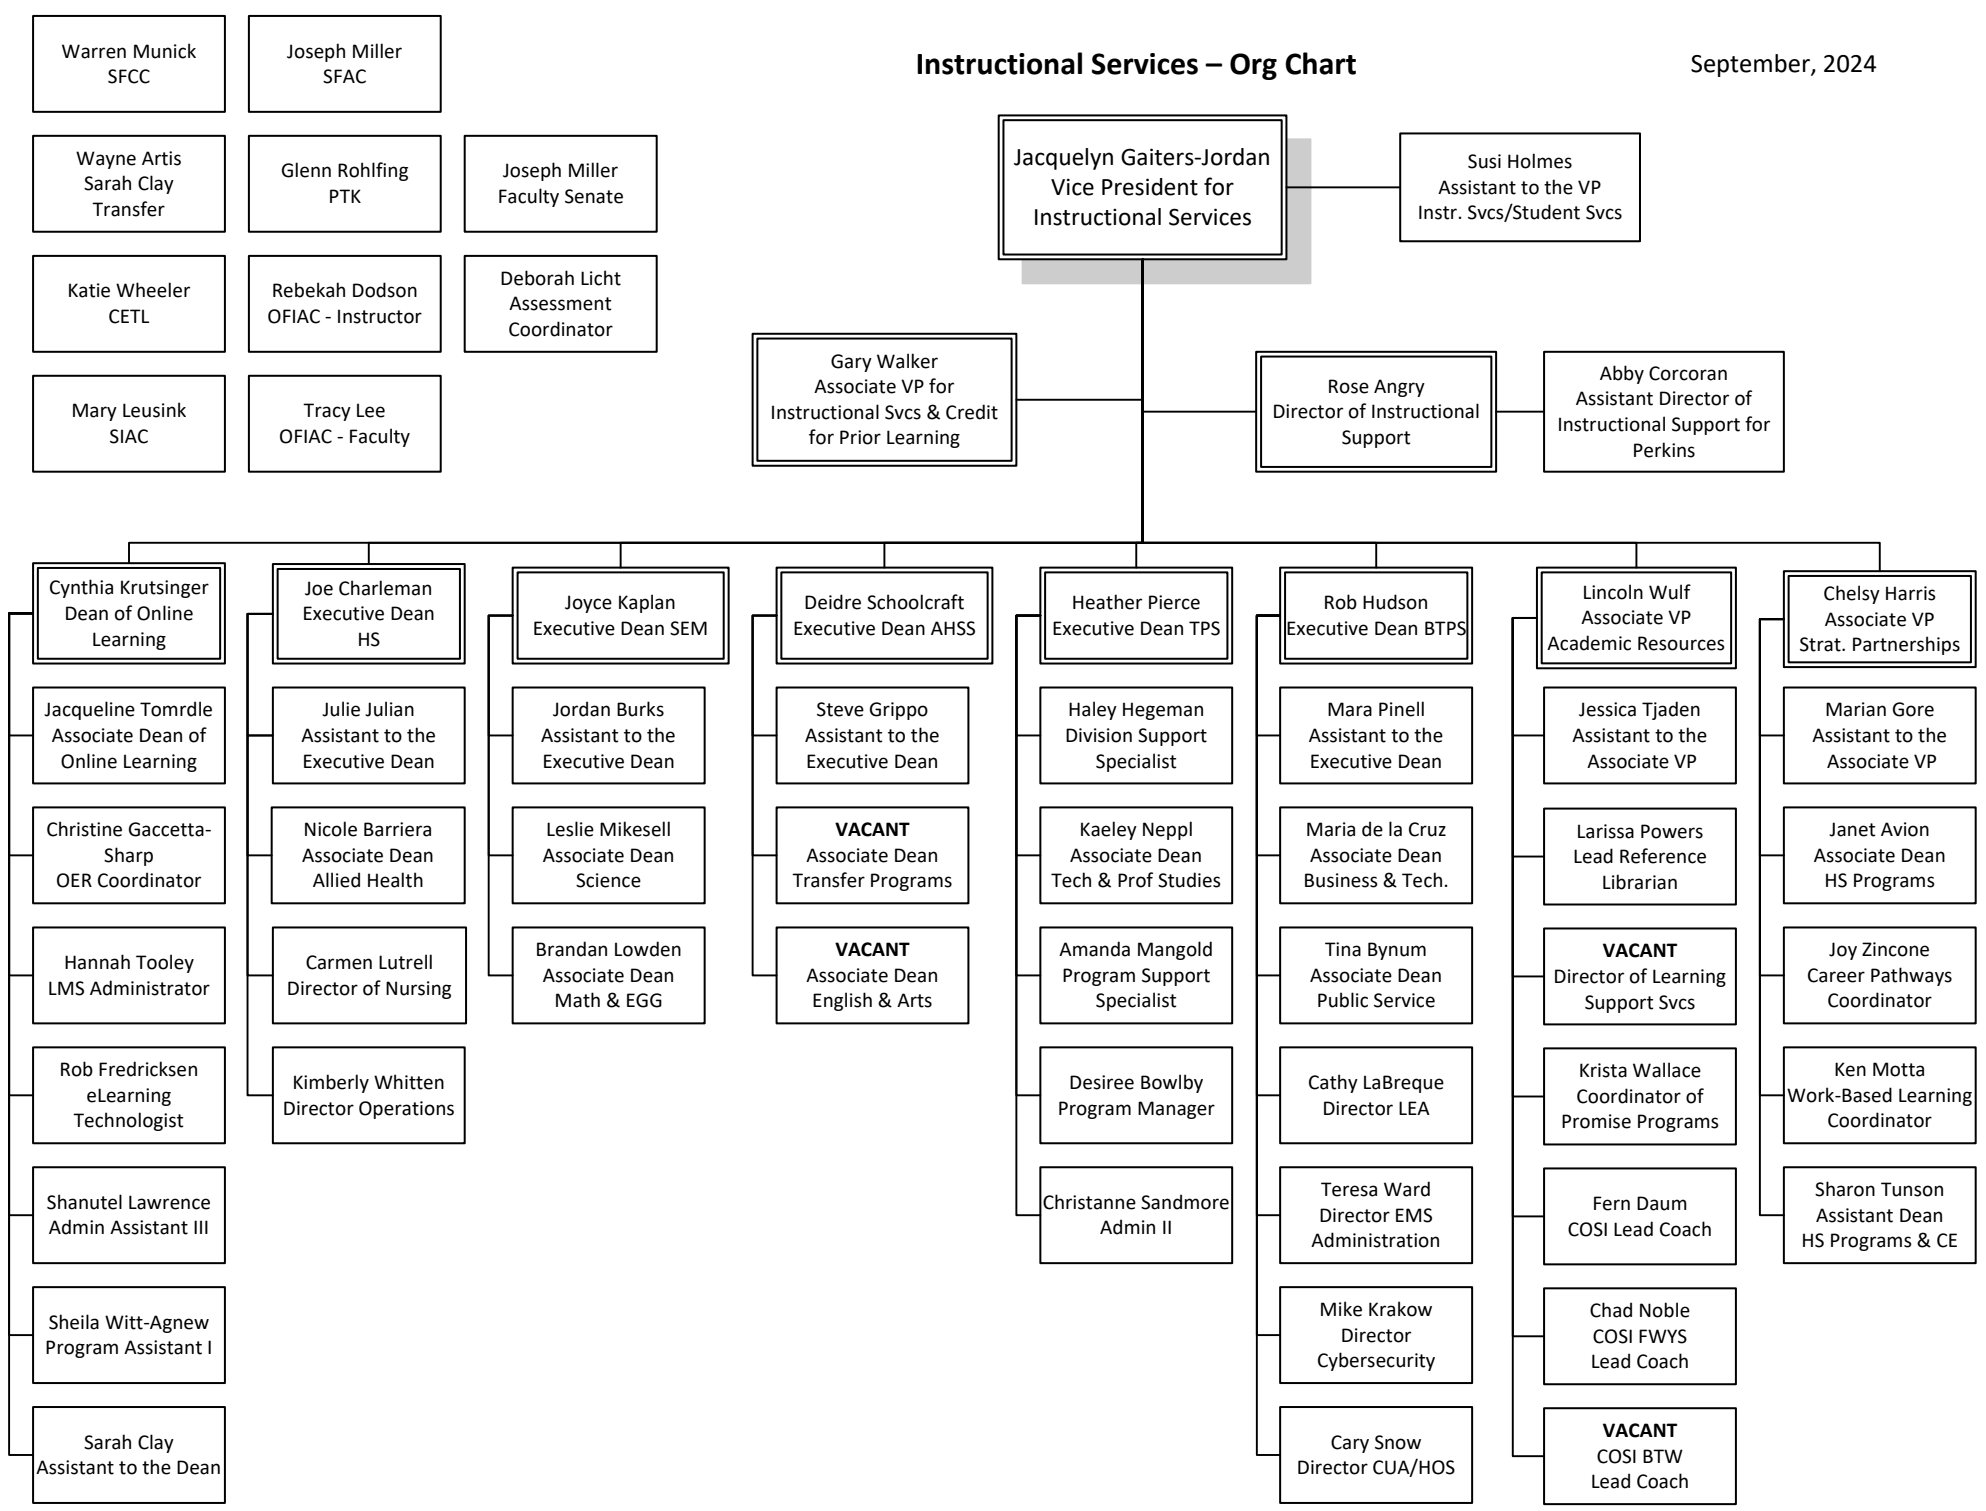 Instructional Services – Org Chart
September, 2024
Warren Munick
SFCC
Joseph Miller
SFAC
Wayne Artis
Sarah Clay
Transfer
Glenn Rohlfing
PTK
Joseph Miller
Faculty Senate
Katie Wheeler
CETL
Rebekah Dodson
OFIAC - Instructor
Deborah Licht
Assessment
Coordinator
Mary Leusink
SIAC
Tracy Lee
OFIAC - Faculty
Jacquelyn Gaiters-Jordan
Vice President for
Instructional Services
Susi Holmes
Assistant to the VP
Instr. Svcs/Student Svcs
Gary Walker
Associate VP for
Instructional Svcs & Credit
for Prior Learning
Rose Angry
Director of Instructional
Support
Abby Corcoran
Assistant Director of
Instructional Support for
Perkins
Cynthia Krutsinger
Dean of Online
Learning
Jacqueline Tomrdle
Associate Dean of
Online Learning
Christine Gaccetta-
Sharp
OER Coordinator
Hannah Tooley
LMS Administrator
Rob Fredricksen
eLearning
Technologist
Shanutel Lawrence
Admin Assistant III
Sheila Witt-Agnew
Program Assistant I
Sarah Clay
Assistant to the Dean
Joe Charleman
Executive Dean
HS
Julie Julian
Assistant to the
Executive Dean
Nicole Barriera
Associate Dean
Allied Health
Carmen Lutrell
Director of Nursing
Kimberly Whitten
Director Operations
Joyce Kaplan
Executive Dean SEM
Jordan Burks
Assistant to the
Executive Dean
Leslie Mikesell
Associate Dean
Science
Brandan Lowden
Associate Dean
Math & EGG
Deidre Schoolcraft
Executive Dean AHSS
Steve Grippo
Assistant to the
Executive Dean
VACANT
Associate Dean
Transfer Programs
VACANT
Associate Dean
English & Arts
Heather Pierce
Executive Dean TPS
Haley Hegeman
Division Support
Specialist
Kaeley Neppl
Associate Dean
Tech & Prof Studies
Amanda Mangold
Program Support
Specialist
Desiree Bowlby
Program Manager
Christanne Sandmore
Admin II
Rob Hudson
Executive Dean BTPS
Mara Pinell
Assistant to the
Executive Dean
Maria de la Cruz
Associate Dean
Business & Tech.
Tina Bynum
Associate Dean
Public Service
Cathy LaBreque
Director LEA
Teresa Ward
Director EMS
Administration
Mike Krakow
Director
Cybersecurity
Cary Snow
Director CUA/HOS
Lincoln Wulf
Associate VP
Academic Resources
Jessica Tjaden
Assistant to the
Associate VP
Larissa Powers
Lead Reference
Librarian
VACANT
Director of Learning
Support Svcs
Krista Wallace
Coordinator of
Promise Programs
Fern Daum
COSI Lead Coach
Chad Noble
COSI FWYS
Lead Coach
VACANT
COSI BTW
Lead Coach
Chelsy Harris
Associate VP
Strat. Partnerships
Marian Gore
Assistant to the
Associate VP
Janet Avion
Associate Dean
HS Programs
Joy Zincone
Career Pathways
Coordinator
Ken Motta
Work-Based Learning
Coordinator
Sharon Tunson
Assistant Dean
HS Programs & CE